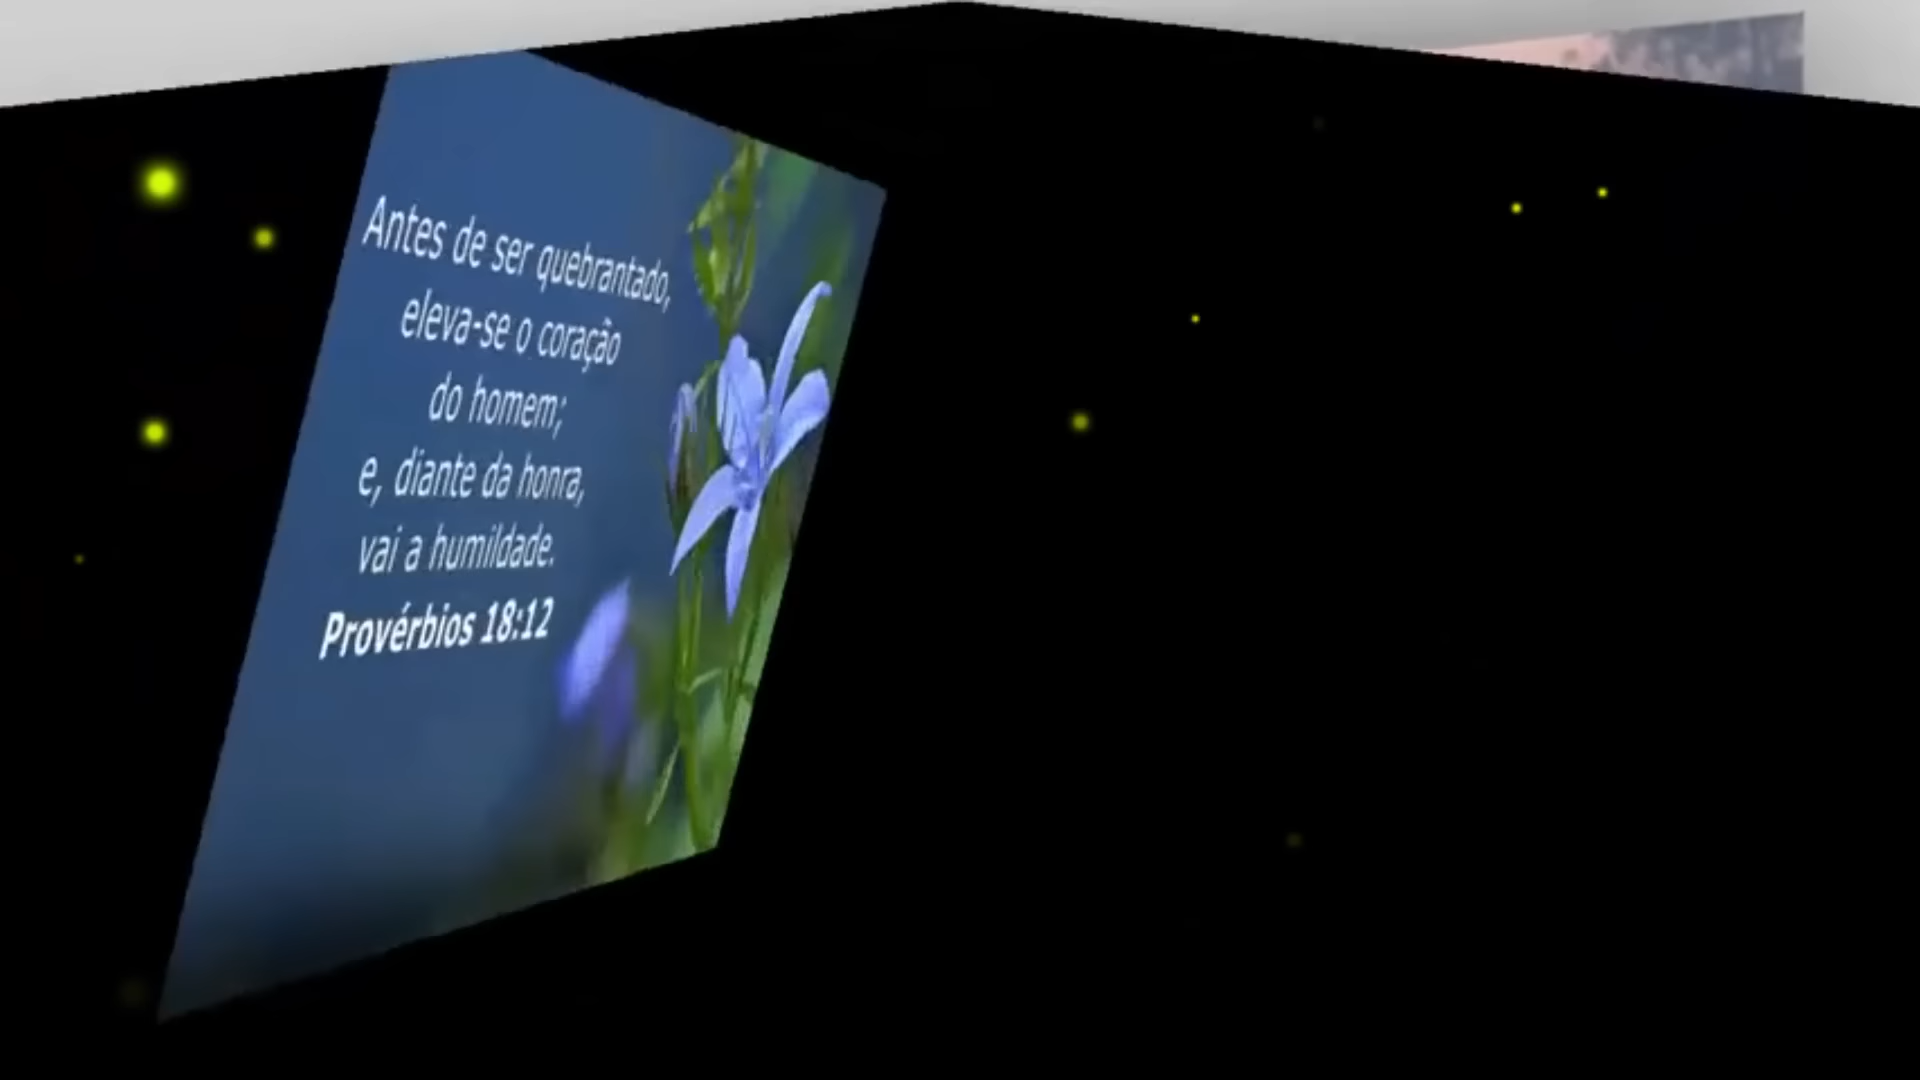 Antes de ser quebrantado,
eleva-se o coração
do homem;
e, diante da honra,
vai a humildade.
Provérbios 18:12